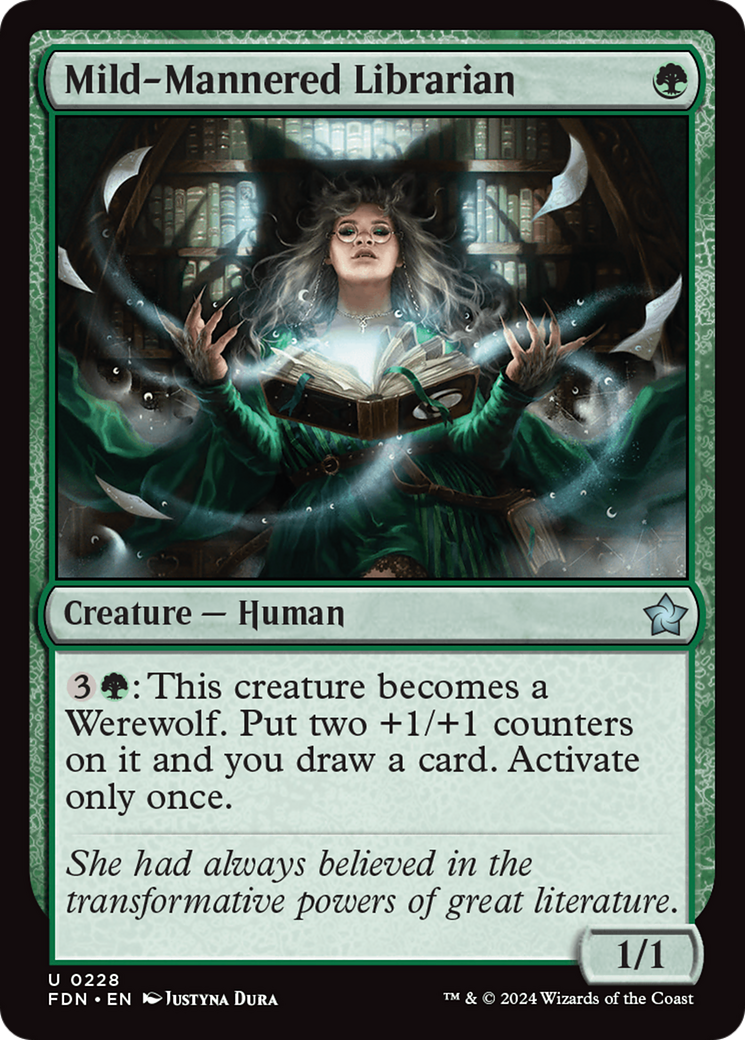 Mild-Mannered Librarian
Creature — Human
3: This creature becomes a
Werewolf. Put two +1/+1 counters
on it and you draw a card. Activate
only once.
She had always believed in the
transformative powers of great literature.
1/1
U 0228
FDN • EN Justyna Dura
™ & © 2024 Wizards of the Coast